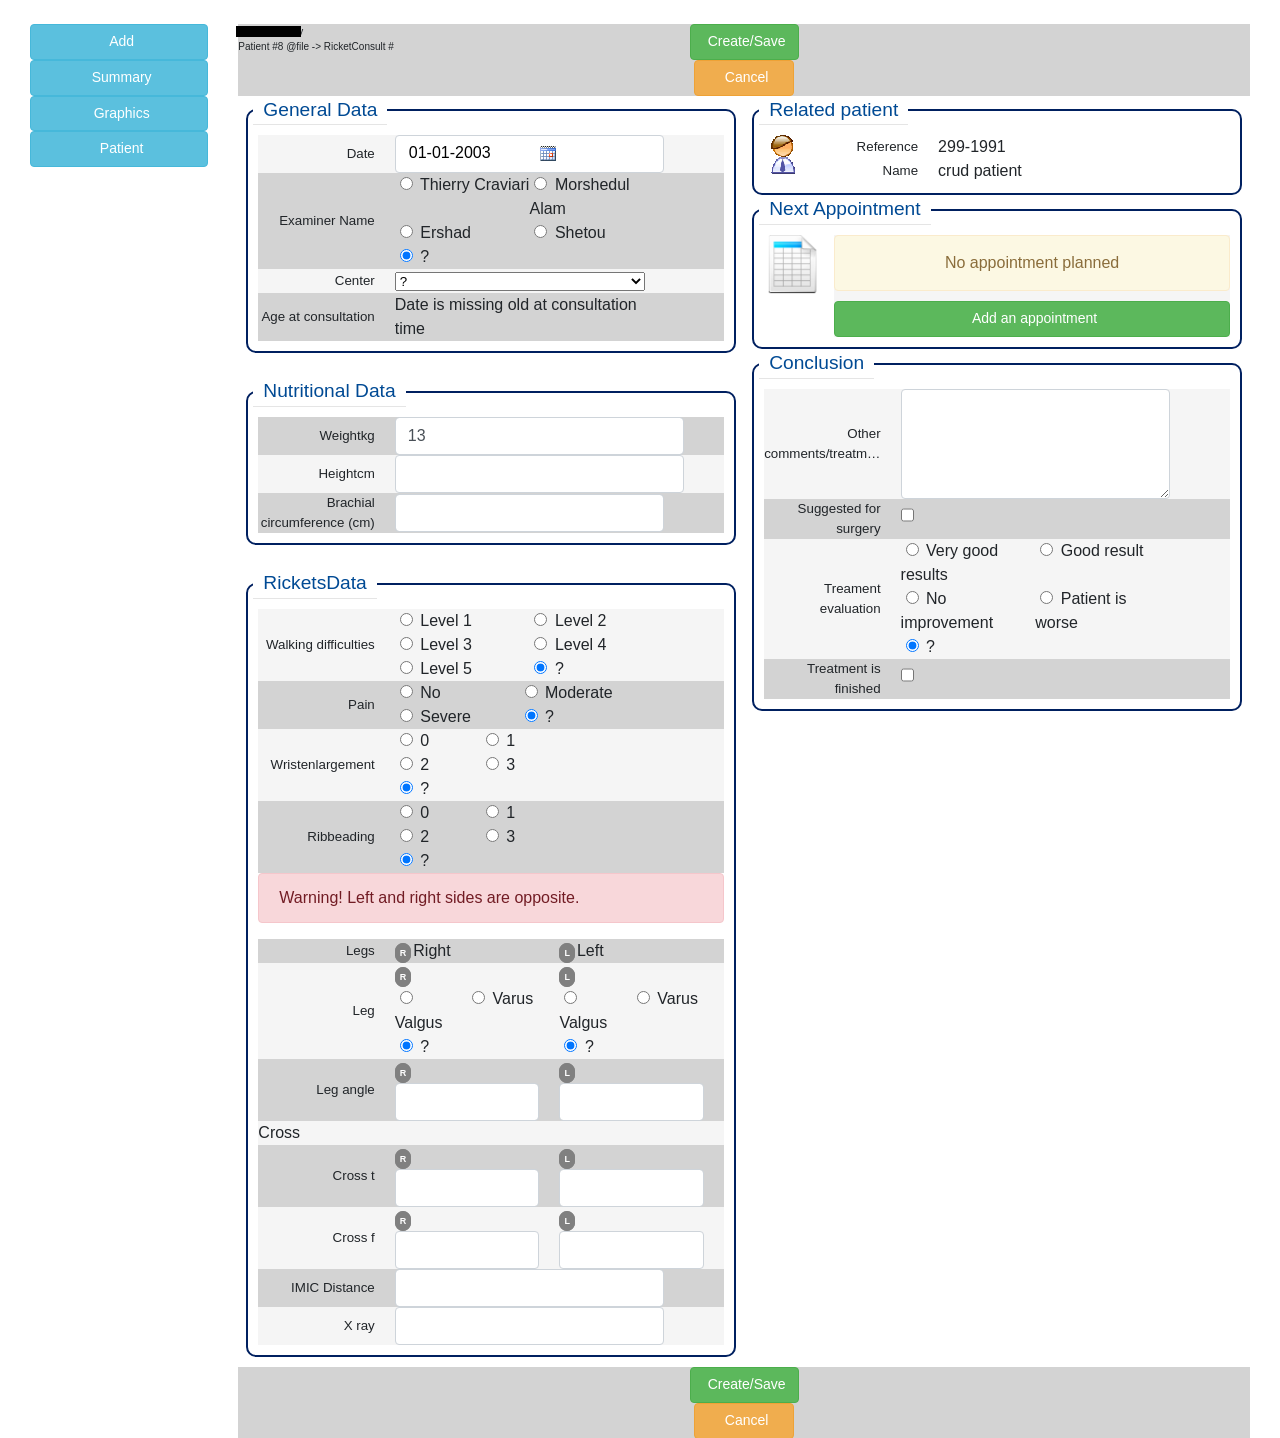 Add
Summary
Graphics
Patient
Patient #8 @file -> RicketConsult #
Create/Save
Cancel
General Data
Date
01-01-2003
Examiner Name
Thierry Craviari
Morshedul Alam
Ershad
Shetou
?
Center
?
Age at consultation
Date is missing old at consultation
time
Nutritional Data
Weightkg
13
Heightcm
Brachial
circumference (cm)
RicketsData
Walking difficulties
Level 1
Level 2
Level 3
Level 4
Level 5
?
Pain
No
Moderate
Severe
?
Wristenlargement
0
1
2
3
?
Ribbeading
0
1
2
3
?
Warning! Left and right sides are opposite.
Legs
R Right
L Left
Leg
R
L
Valgus
Varus
?
Valgus
Varus
?
Leg angle
R
L
Cross
Cross t
R
L
Cross f
R
L
IMIC Distance
X ray
Related patient
Reference
299-1991
Name
crud patient
Next Appointment
No appointment planned
Add an appointment
Conclusion
Other
comments/treatm…
Suggested for
surgery
Treament
evaluation
Very good
results
Good result
No
improvement
Patient is
worse
?
Treatment is
finished
Create/Save
Cancel